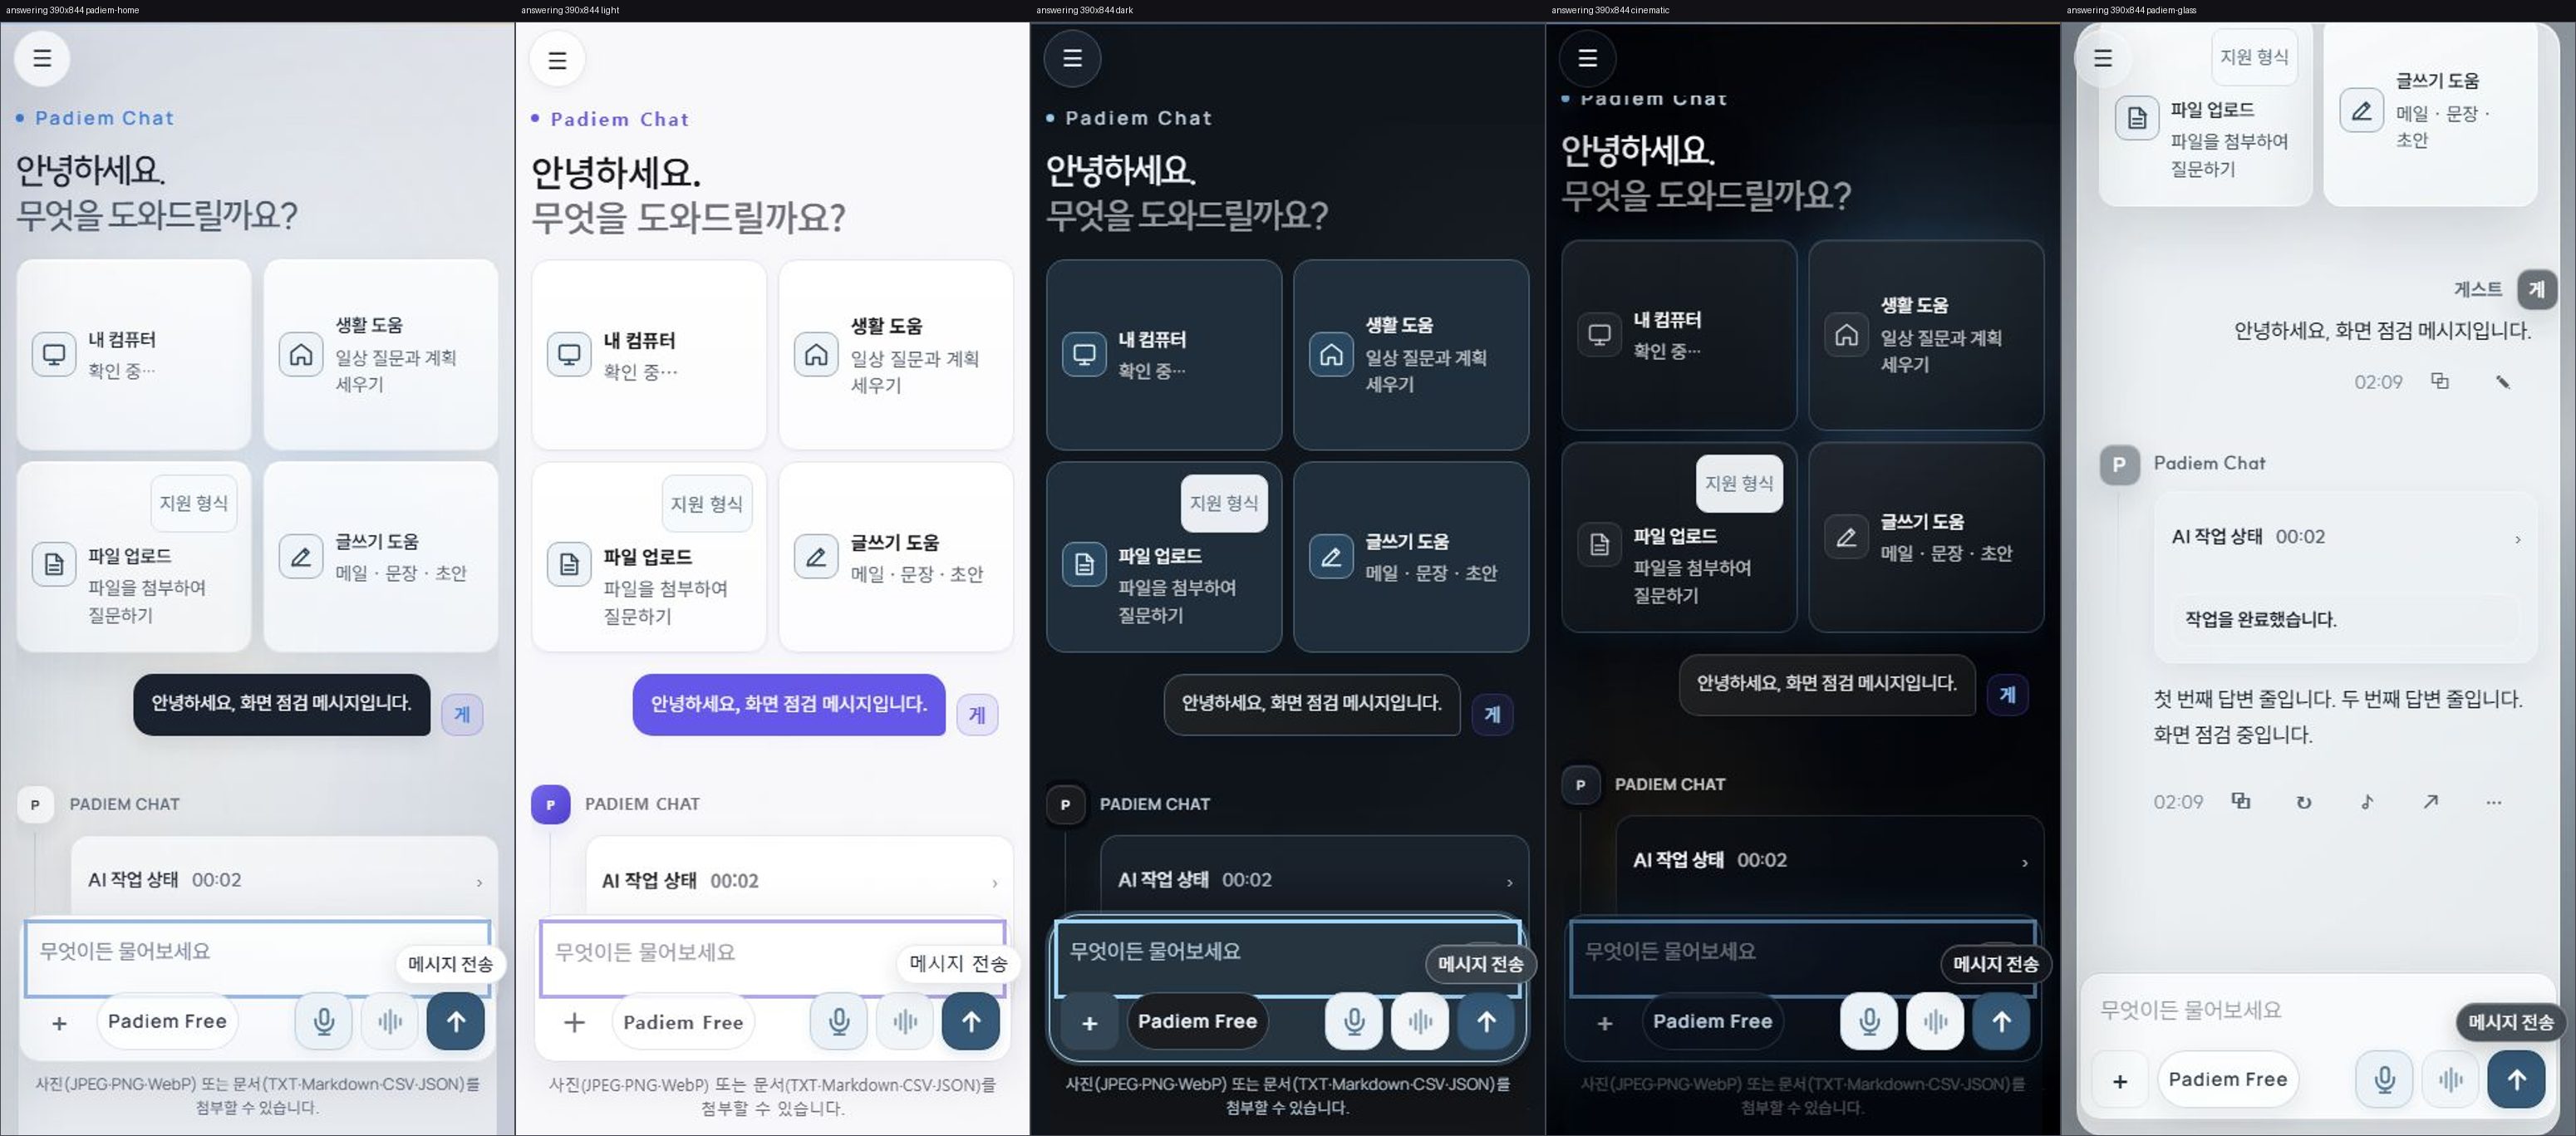 answering 390x844 padiem-home
Padiem Chat
안녕하세요.
무엇을 도와드릴까요?
내 컴퓨터
확인 중···
생활 도움
일상 질문과 계획
세우기
지원 형식
파일 업로드
파일을 첨부하여
질문하기
글쓰기 도움
메일 · 문장 · 초안
안녕하세요, 화면 점검 메시지입니다.
게
P
PADIEM CHAT
AI 작업 상태 00:02
무엇이든 물어보세요
메시지 전송
Padiem Free
사진(JPEG·PNG·WebP) 또는 문서(TXT·Markdown·CSV·JSON)를
첨부할 수 있습니다.
answering 390x844 light
Padiem Chat
안녕하세요.
무엇을 도와드릴까요?
내 컴퓨터
확인 중···
생활 도움
일상 질문과 계획
세우기
지원 형식
파일 업로드
파일을 첨부하여
질문하기
글쓰기 도움
메일 · 문장 · 초안
안녕하세요, 화면 점검 메시지입니다.
게
P
PADIEM CHAT
AI 작업 상태 00:02
무엇이든 물어보세요
메시지 전송
Padiem Free
사진(JPEG·PNG·WebP) 또는 문서(TXT·Markdown·CSV·JSON)를
첨부할 수 있습니다.
answering 390x844 dark
Padiem Chat
안녕하세요.
무엇을 도와드릴까요?
내 컴퓨터
확인 중···
생활 도움
일상 질문과 계획
세우기
지원 형식
파일 업로드
파일을 첨부하여
질문하기
글쓰기 도움
메일 · 문장 · 초안
안녕하세요, 화면 점검 메시지입니다.
게
P
PADIEM CHAT
AI 작업 상태 00:02
무엇이든 물어보세요
메시지 전송
Padiem Free
사진(JPEG·PNG·WebP) 또는 문서(TXT·Markdown·CSV·JSON)를
첨부할 수 있습니다.
answering 390x844 cinematic
Padiem Chat
안녕하세요.
무엇을 도와드릴까요?
내 컴퓨터
확인 중···
생활 도움
일상 질문과 계획
세우기
지원 형식
파일 업로드
파일을 첨부하여
질문하기
글쓰기 도움
메일 · 문장 · 초안
안녕하세요, 화면 점검 메시지입니다.
게
P
PADIEM CHAT
AI 작업 상태 00:02
무엇이든 물어보세요
메시지 전송
Padiem Free
사진(JPEG·PNG·WebP) 또는 문서(TXT·Markdown·CSV·JSON)를
첨부할 수 있습니다.
answering 390x844 padiem-glass
지원 형식
파일 업로드
파일을 첨부하여
질문하기
글쓰기 도움
메일 · 문장 ·
초안
게스트 게
안녕하세요, 화면 점검 메시지입니다.
02:09
P
Padiem Chat
AI 작업 상태 00:02
작업을 완료했습니다.
첫 번째 답변 줄입니다. 두 번째 답변 줄입니다.
화면 점검 중입니다.
02:09
무엇이든 물어보세요
메시지 전송
Padiem Free